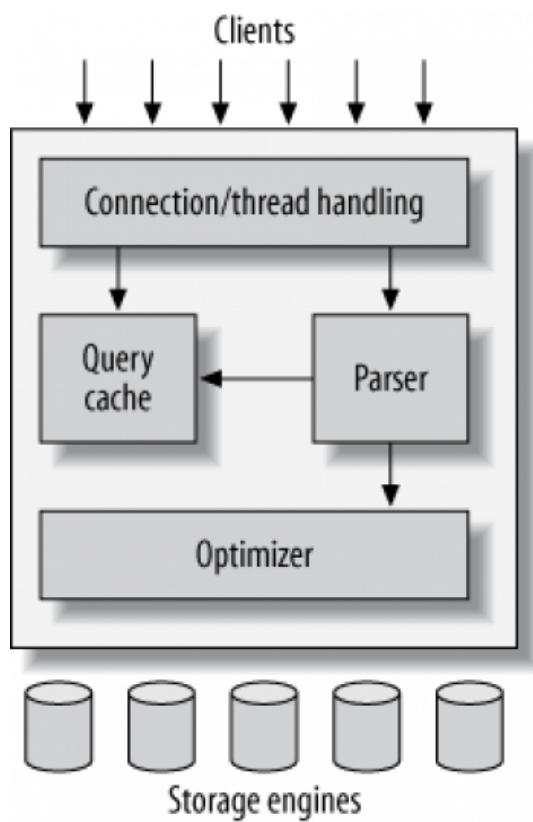 Clients
Connection/thread handling
Query
cache
Parser
Optimizer
Storage engines